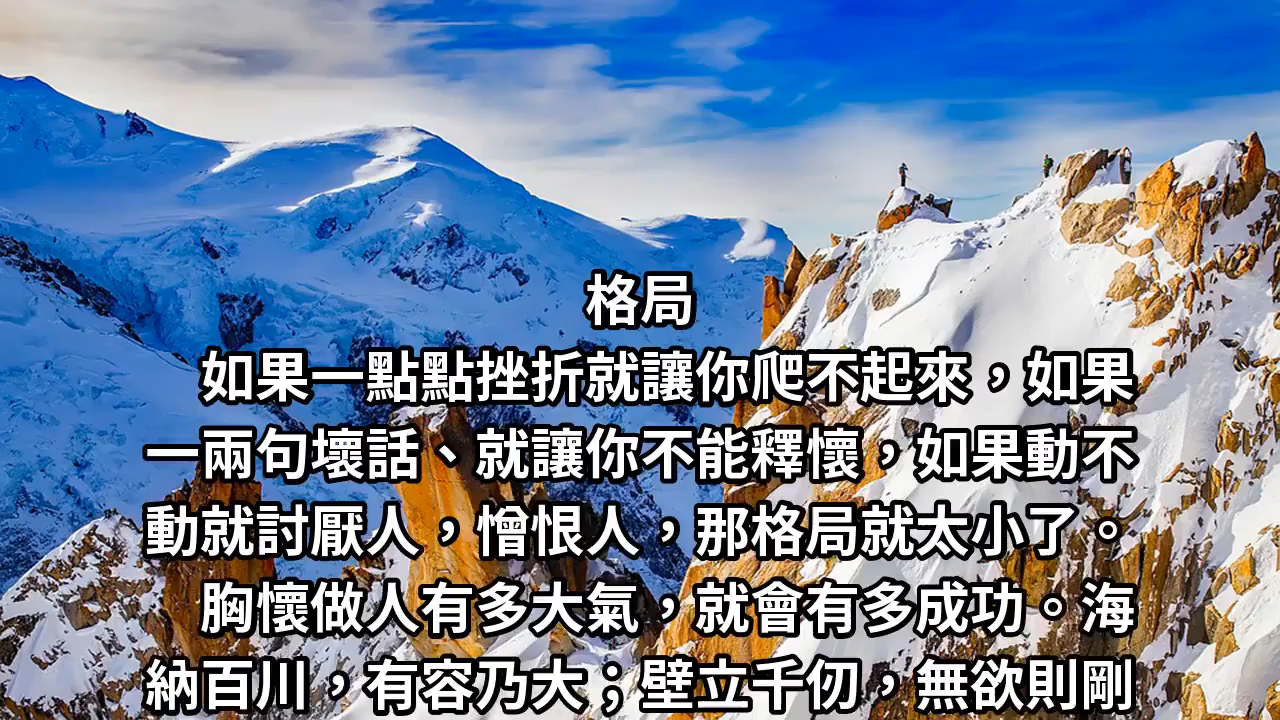 格局
如果一點點挫折就讓你爬不起來，如果
一兩句壞話、就讓你不能釋懷，如果動不
動就討厭人，憎恨人，那格局就太小了。
胸懷做人有多大氣，就會有多成功。海
納百川，有容乃大；壁立千仞，無欲則剛